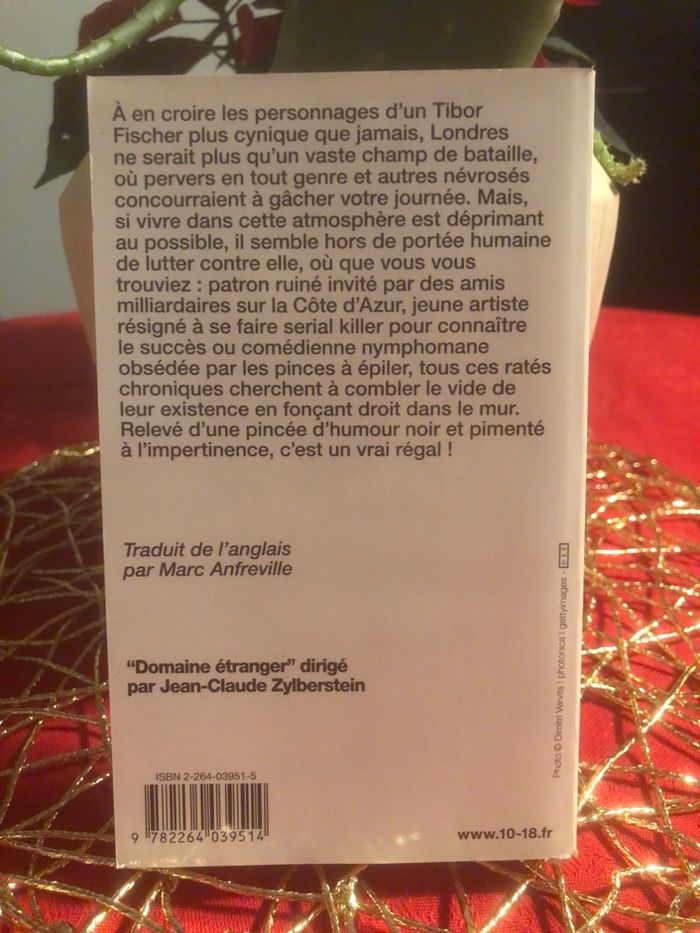 À en croire les personnages d'un Tibor
Fischer plus cynique que jamais, Londres
ne serait plus qu'un vaste champ de bataille,
où pervers en tout genre et autres névrosés
concourraient à gâcher votre journée. Mais,
si vivre dans cette atmosphère est déprimant
au possible, il semble hors de portée humaine
de lutter contre elle, où que vous vous
trouviez : patron ruiné invité par des amis
milliardaires sur la Côte d'Azur, jeune artiste
résigné à se faire serial killer pour connaître
le succès ou comédienne nymphomane
obsédée par les pinces à épiler, tous ces ratés
chroniques cherchent à combler le vide de
leur existence en fonçant droit dans le mur.
Relevé d'une pincée d'humour noir et pimenté
à l'impertinence, c'est un vrai régal !
Traduit de l'anglais
par Marc Anfreville
"Domaine étranger" dirigé
par Jean-Claude Zylberstein
ISBN 2-264-03951-5
9 782264 039514
www.10-18.fr
Photo © Dimitri Vervits | photonica | gettyimages -